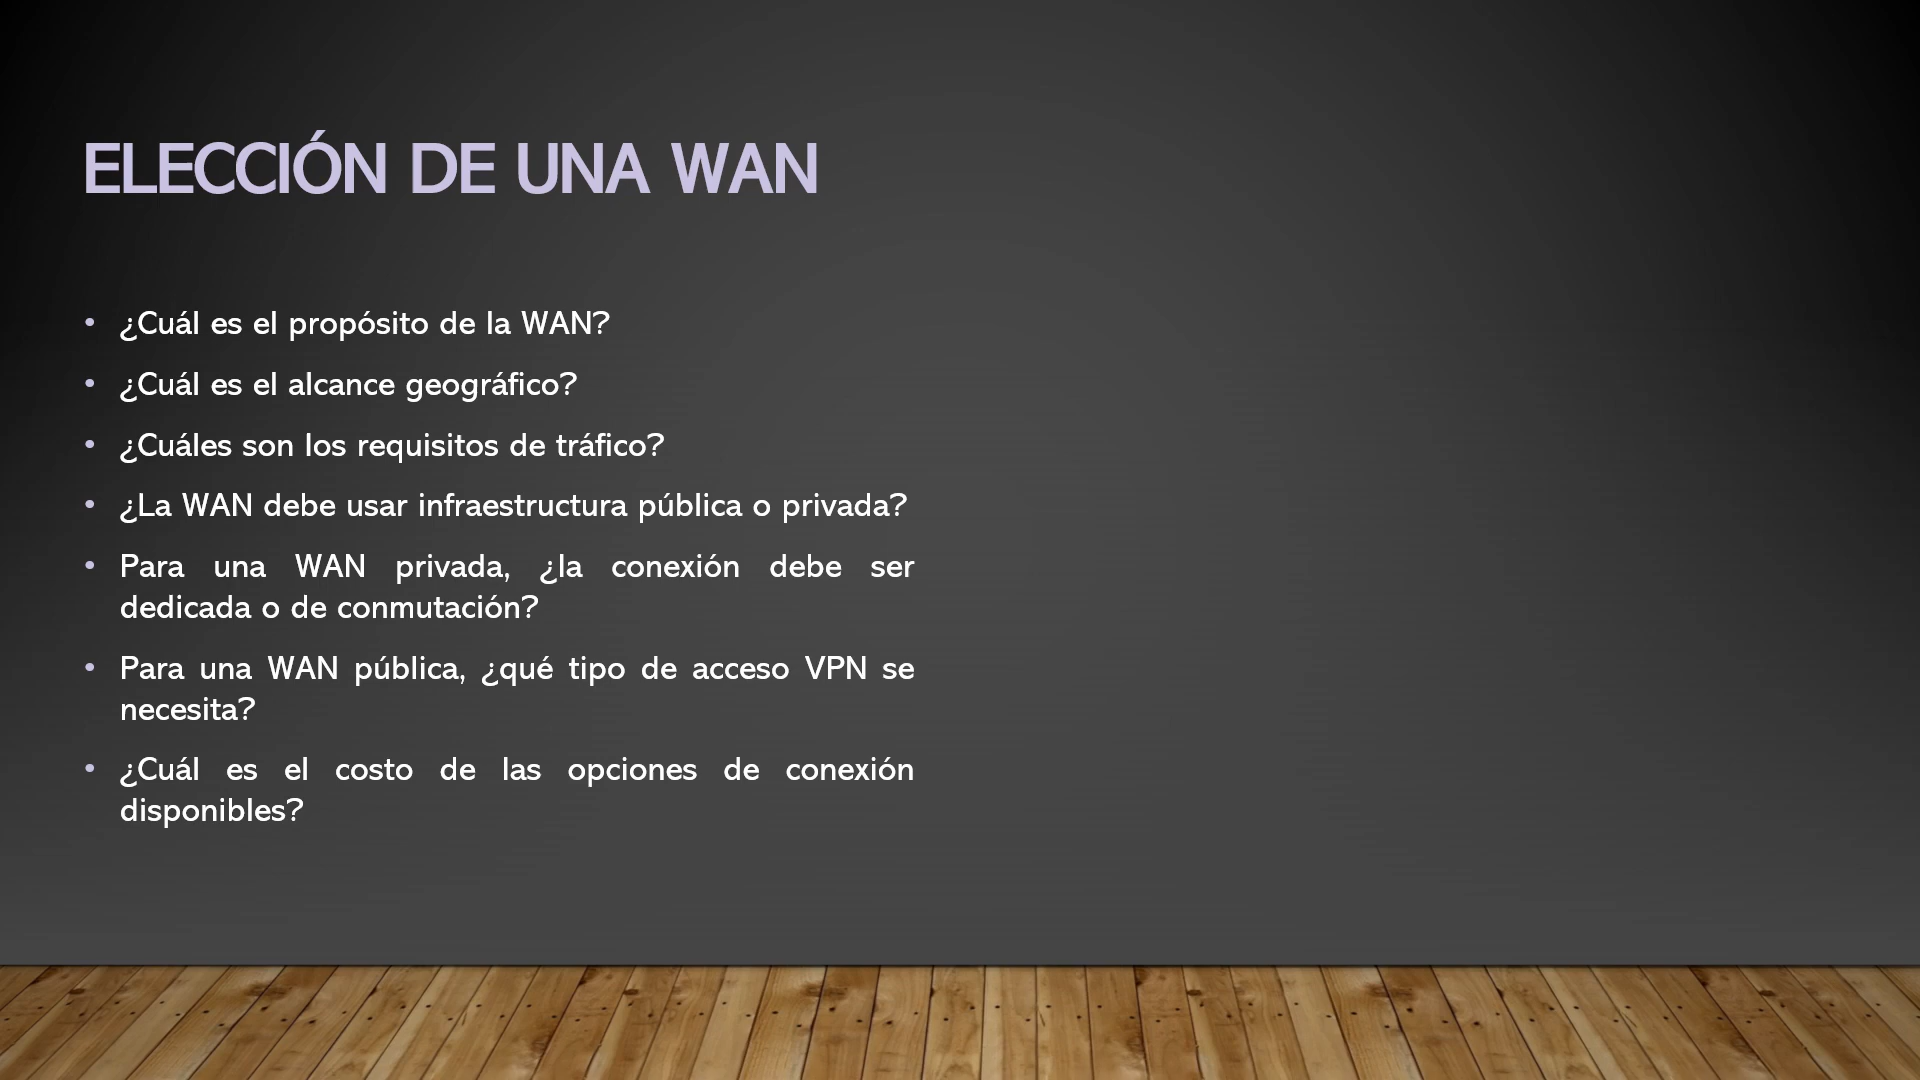 ELECCIÓN DE UNA WAN
• ¿Cuál es el propósito de la WAN?
• ¿Cuál es el alcance geográfico?
• ¿Cuáles son los requisitos de tráfico?
• ¿La WAN debe usar infraestructura pública o privada?
• Para una WAN privada, ¿la conexión debe ser
dedicada o de conmutación?
• Para una WAN pública, ¿qué tipo de acceso VPN se
necesita?
• ¿Cuál es el costo de las opciones de conexión
disponibles?